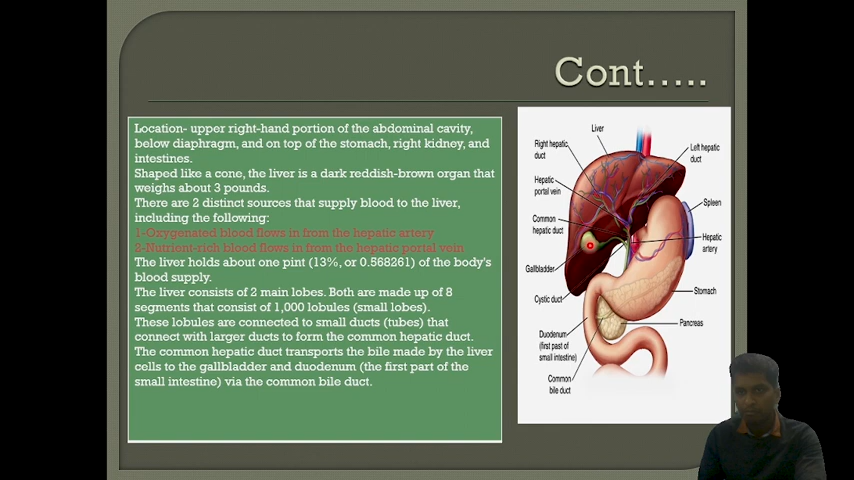 Cont.....
Location- upper right-hand portion of the abdominal cavity,
below diaphragm, and on top of the stomach, right kidney, and
intestines.
Shaped like a cone, the liver is a dark reddish-brown organ that
weighs about 3 pounds.
There are 2 distinct sources that supply blood to the liver,
including the following:
1-Oxygenated blood flows in from the hepatic artery
2-Nutrient-rich blood flows in from the hepatic portal vein
The liver holds about one pint (13%, or 0.568261) of the body's
blood supply.
The liver consists of 2 main lobes. Both are made up of 8
segments that consist of 1,000 lobules (small lobes).
These lobules are connected to small ducts (tubes) that
connect with larger ducts to form the common hepatic duct.
The common hepatic duct transports the bile made by the liver
cells to the gallbladder and duodenum (the first part of the
small intestine) via the common bile duct.
Liver
Right hepatic
duct
Left hepatic
duct
Hepatic
portal vein
Spleen
Common
hepatic duct
Hepatic
artery
Gallbladder
Stomach
Cystic duct
Pancreas
Duodenum
(first part of
small intestine)
Common
bile duct